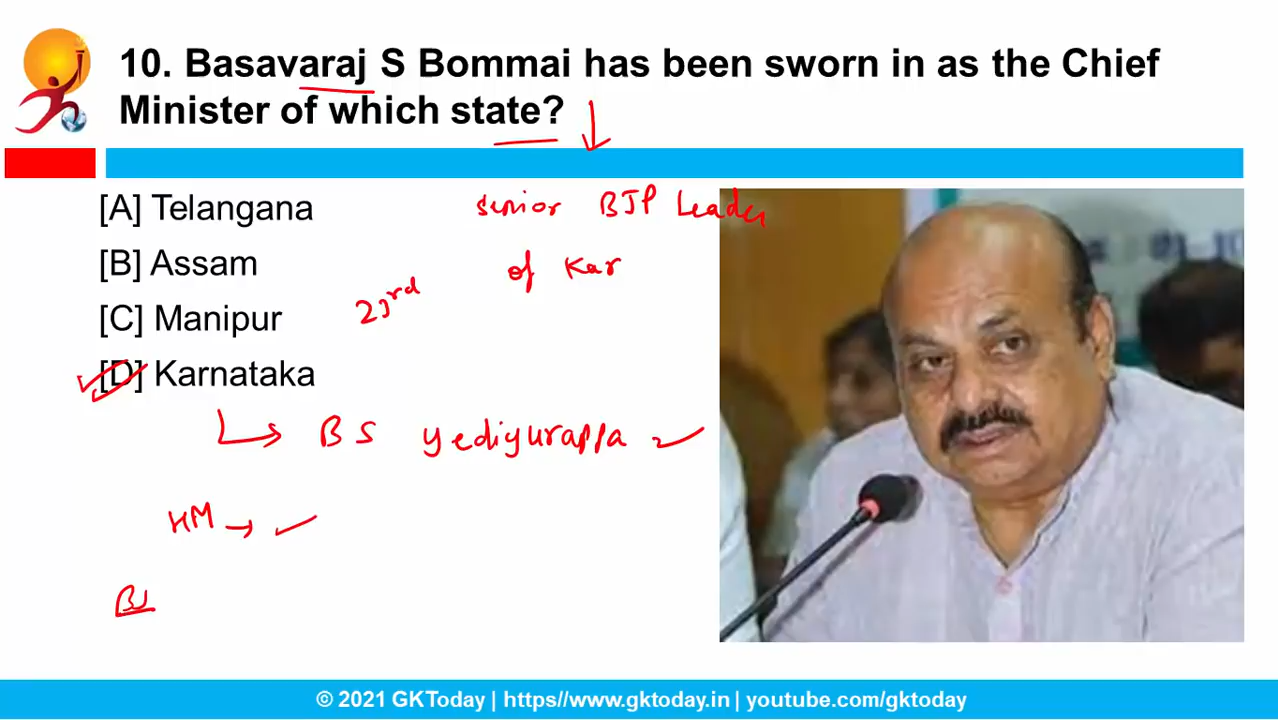 10. Basavaraj S Bommai has been sworn in as the Chief
Minister of which state?
[A] Telangana
senior BJP Leader
[B] Assam
of Kar
[C] Manipur
23rd
[D] Karnataka
BS yediyurappa
HM
© 2021 GKToday | https//www.gktoday.in | youtube.com/gktoday